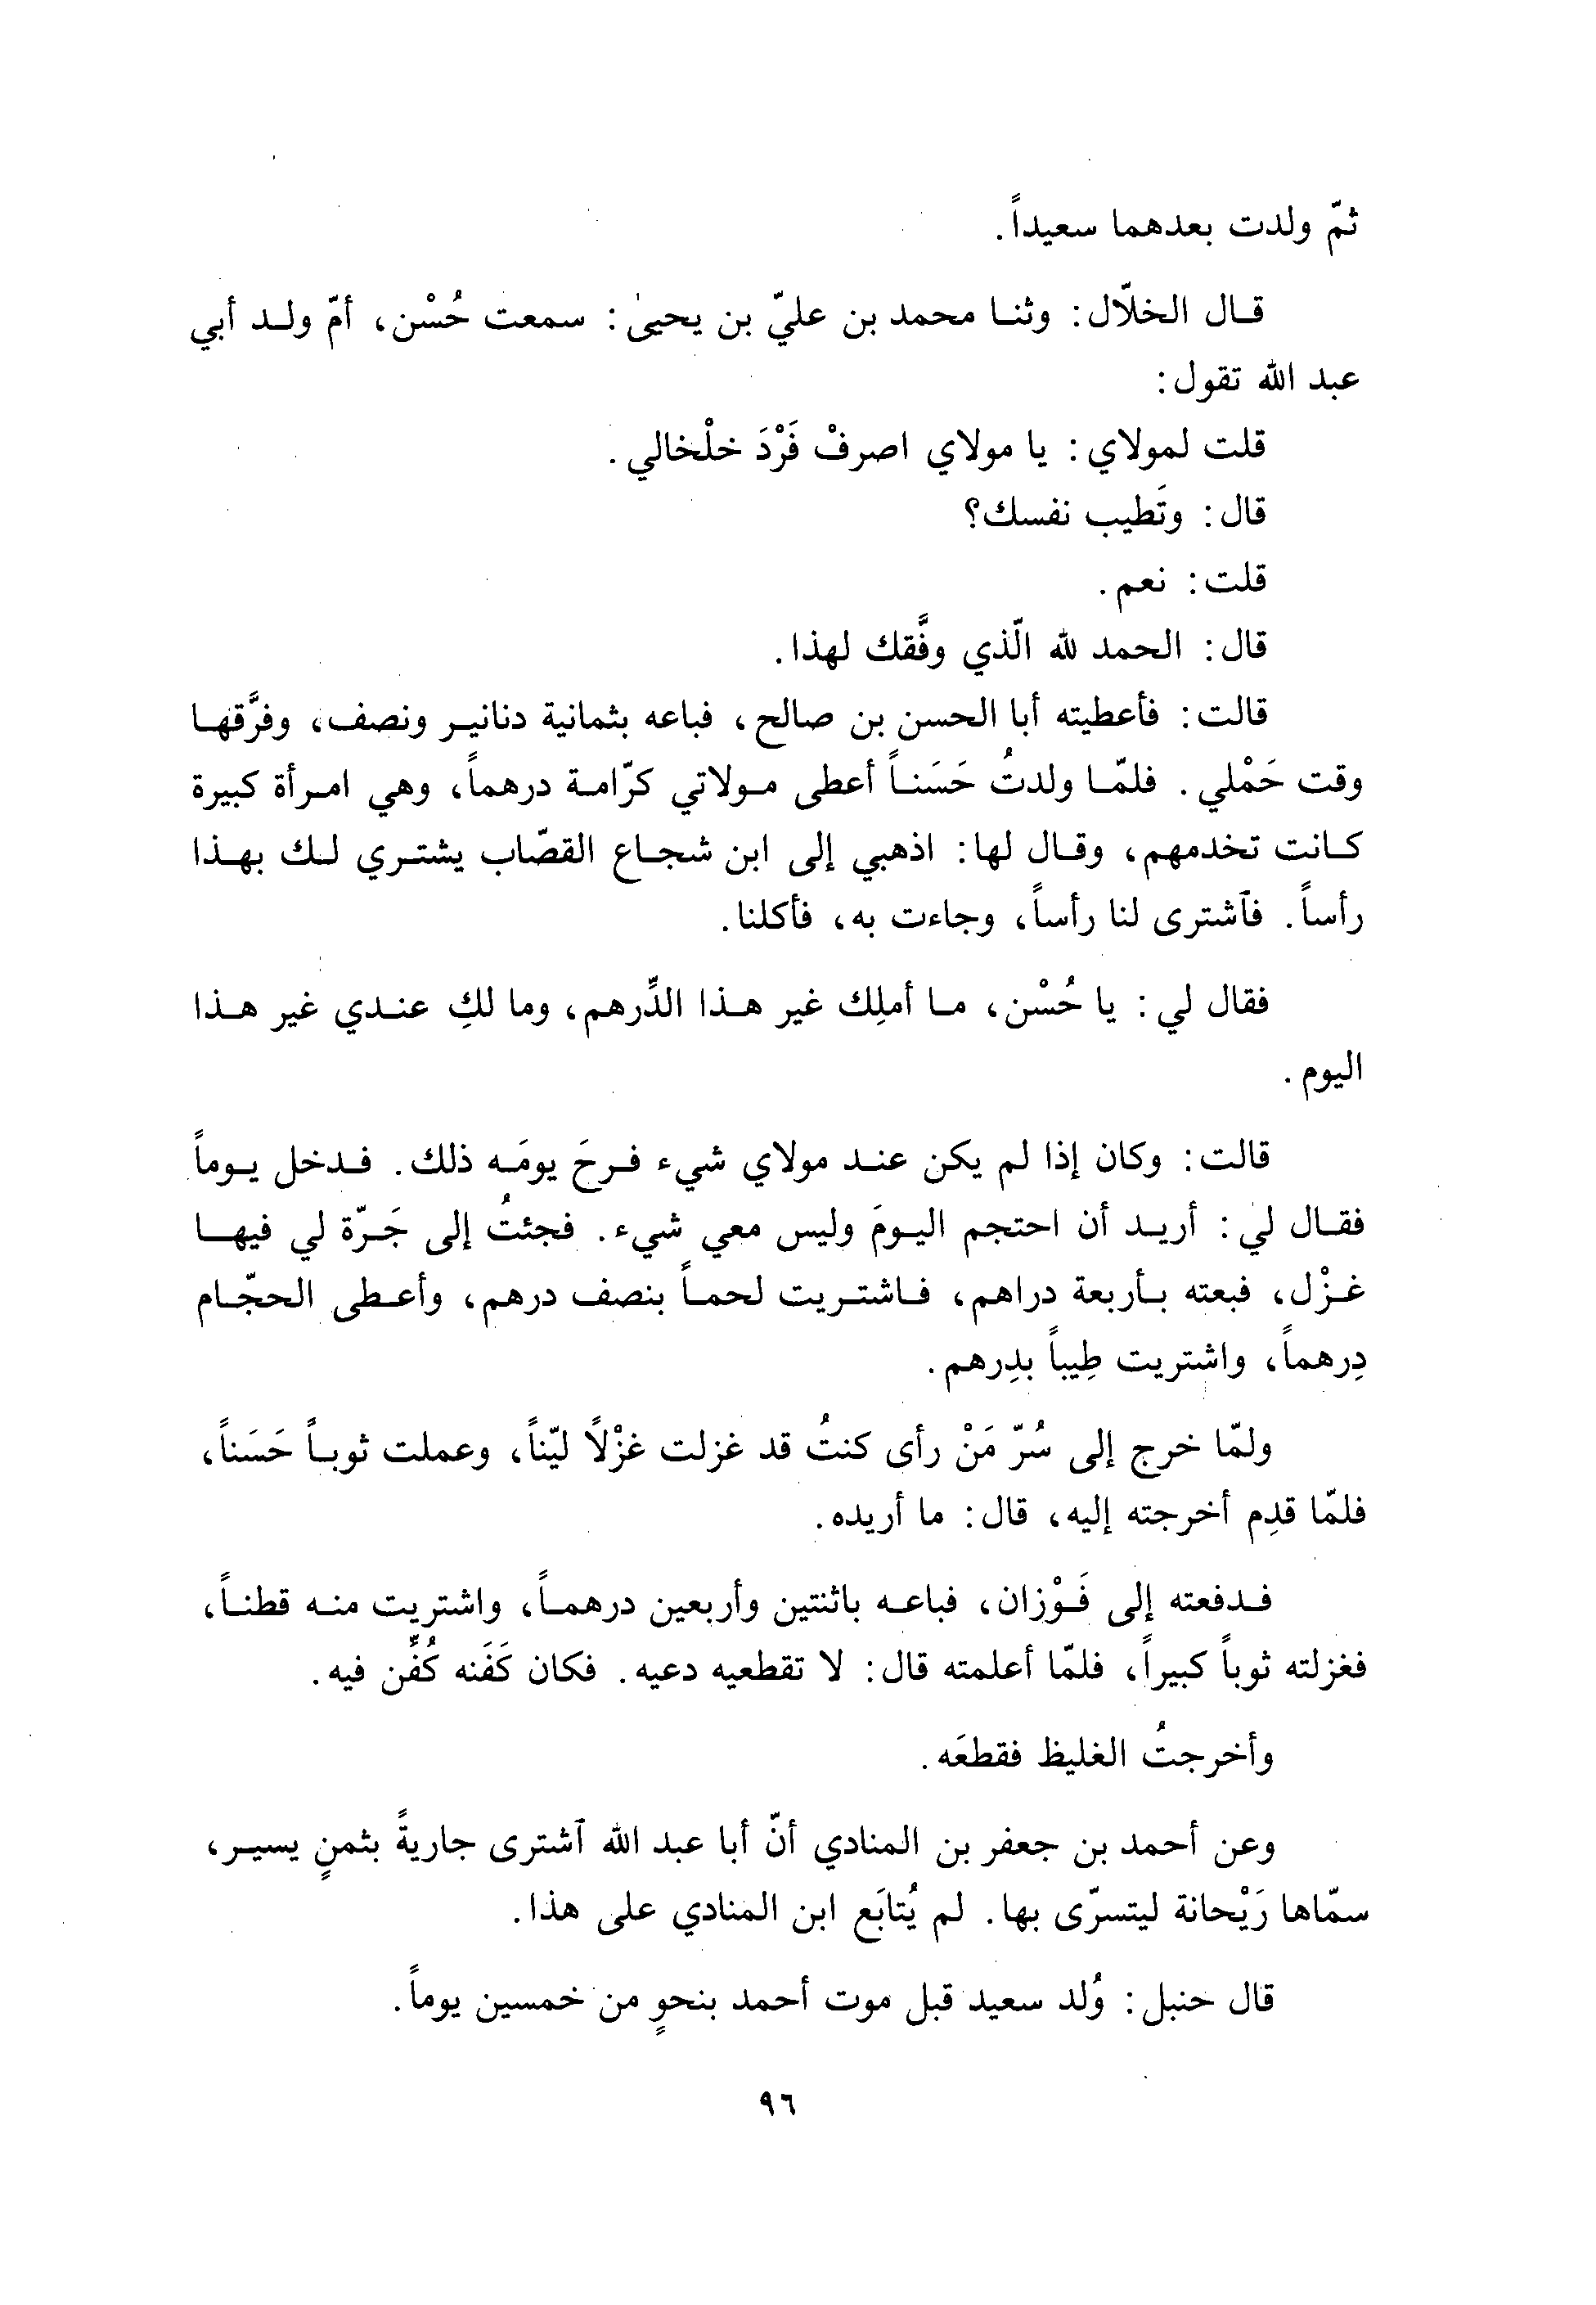 ثمّ ولدت بعدهما سعيداً.
قال الخلّال: وثنا محمد بن عليّ بن يحيىٰ: سمعت حُسْن، أمّ ولد أبي
عبد الله تقول:
قلت لمولاي: يا مولاي اصرفْ فَرْدَ خلْخالي.
قال: وتَطيب نفسك؟
قلت: نعم.
قال: الحمد لله الّذي وفَّقك لهذا.
قالت: فأعطيته أبا الحسن بن صالح، فباعه بثمانية دنانير ونصف، وفرَّقها
وقت حَمْلي. فلمّا ولدتُ حَسَناً أعطى مولاتي كرّامة درهماً، وهي امرأة كبيرة
كانت تخدمهم، وقال لها: اذهبي إلى ابن شجاع القصّاب يشتري لك بهذا
رأساً. فآشترى لنا رأساً، وجاءت به، فأكلنا.
فقال لي: يا حُسْن، ما أملِك غير هذا الدِّرهم، وما لكِ عندي غير هذا
اليوم.
قالت: وكان إذا لم يكن عند مولاي شيء فرحَ يومَه ذلك. فدخل يوماً
فقال لي: أريد أن احتجم اليومَ وليس معي شيء. فجئتُ إلى جَرّة لي فيها
غزْل، فبعته بأربعة دراهم، فاشتريت لحماً بنصف درهم، وأعطى الحجّام
دِرهماً، واشتريت طِيباً بدِرهم.
ولمّا خرج إلى سُرّ مَنْ رأى كنتُ قد غزلت غزْلاً ليّناً، وعملت ثوباً حَسَناً،
فلمّا قدِم أخرجته إليه، قال: ما أريده.
فدفعته إلى فَوْزان، فباعه باثنتين وأربعين درهماً، واشتريت منه قطناً،
فغزلته ثوباً كبيراً، فلمّا أعلمته قال: لا تقطعيه دعيه. فكان كَفَنه كُفِّن فيه.
وأخرجتُ الغليظ فقطعَه.
وعن أحمد بن جعفر بن المنادي أنّ أبا عبد الله آشترى جاريةً بثمنٍ يسير،
سمّاها رَيْحانة ليتسرّى بها. لم يُتابَع ابن المنادي على هذا.
قال حنبل: وُلد سعيد قبل موت أحمد بنحوٍ من خمسين يوماً.
٩٦